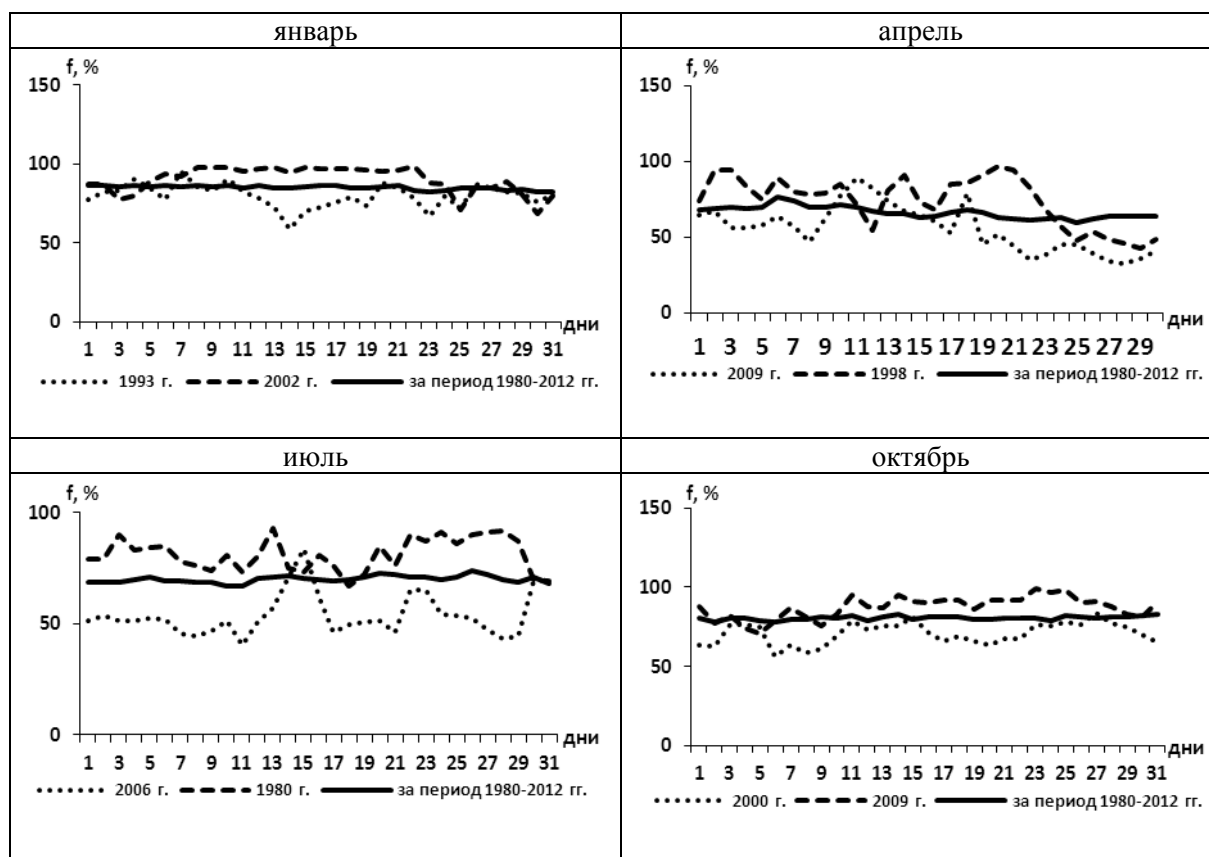 январь
апрель
f, %
150
100
50
0
дни
1 3 5 7 9 11 13 15 17 19 21 23 25 27 29 31
1993 г. 2002 г. за период 1980-2012 гг.
f, %
150
100
50
0
дни
1 3 5 7 9 11 13 15 17 19 21 23 25 27 29
2009 г. 1998 г. за период 1980-2012 гг.
июль
октябрь
f, %
100
50
0
дни
1 3 5 7 9 11 13 15 17 19 21 23 25 27 29 31
2006 г. 1980 г. за период 1980-2012 гг.
f, %
150
100
50
0
дни
1 3 5 7 9 11 13 15 17 19 21 23 25 27 29 31
2000 г. 2009 г. за период 1980-2012 гг.